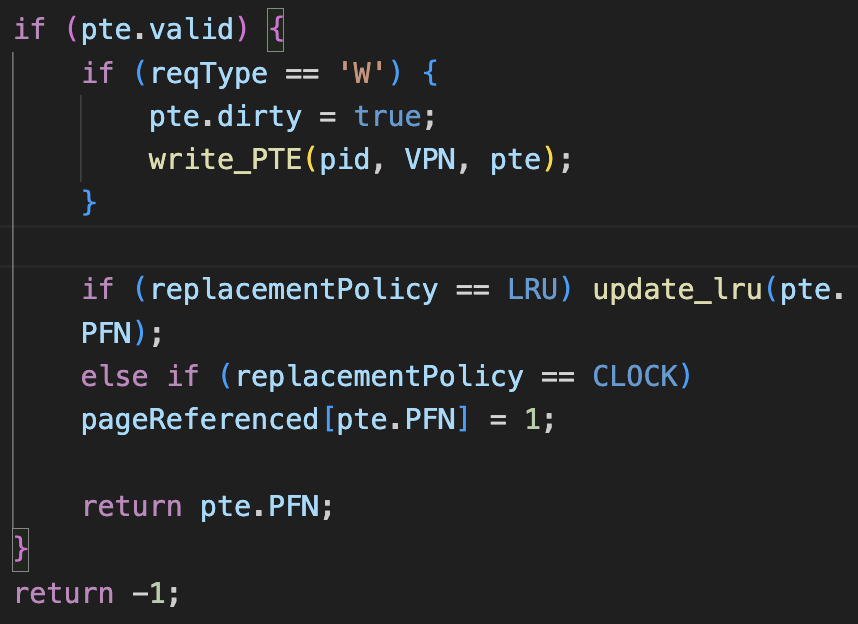 if (pte.valid) {
if (reqType == 'W') {
pte.dirty = true;
write_PTE(pid, VPN, pte);
}
if (replacementPolicy == LRU) update_lru(pte.
PFN);
else if (replacementPolicy == CLOCK)
pageReferenced[pte.PFN] = 1;
return pte.PFN;
}
return -1;